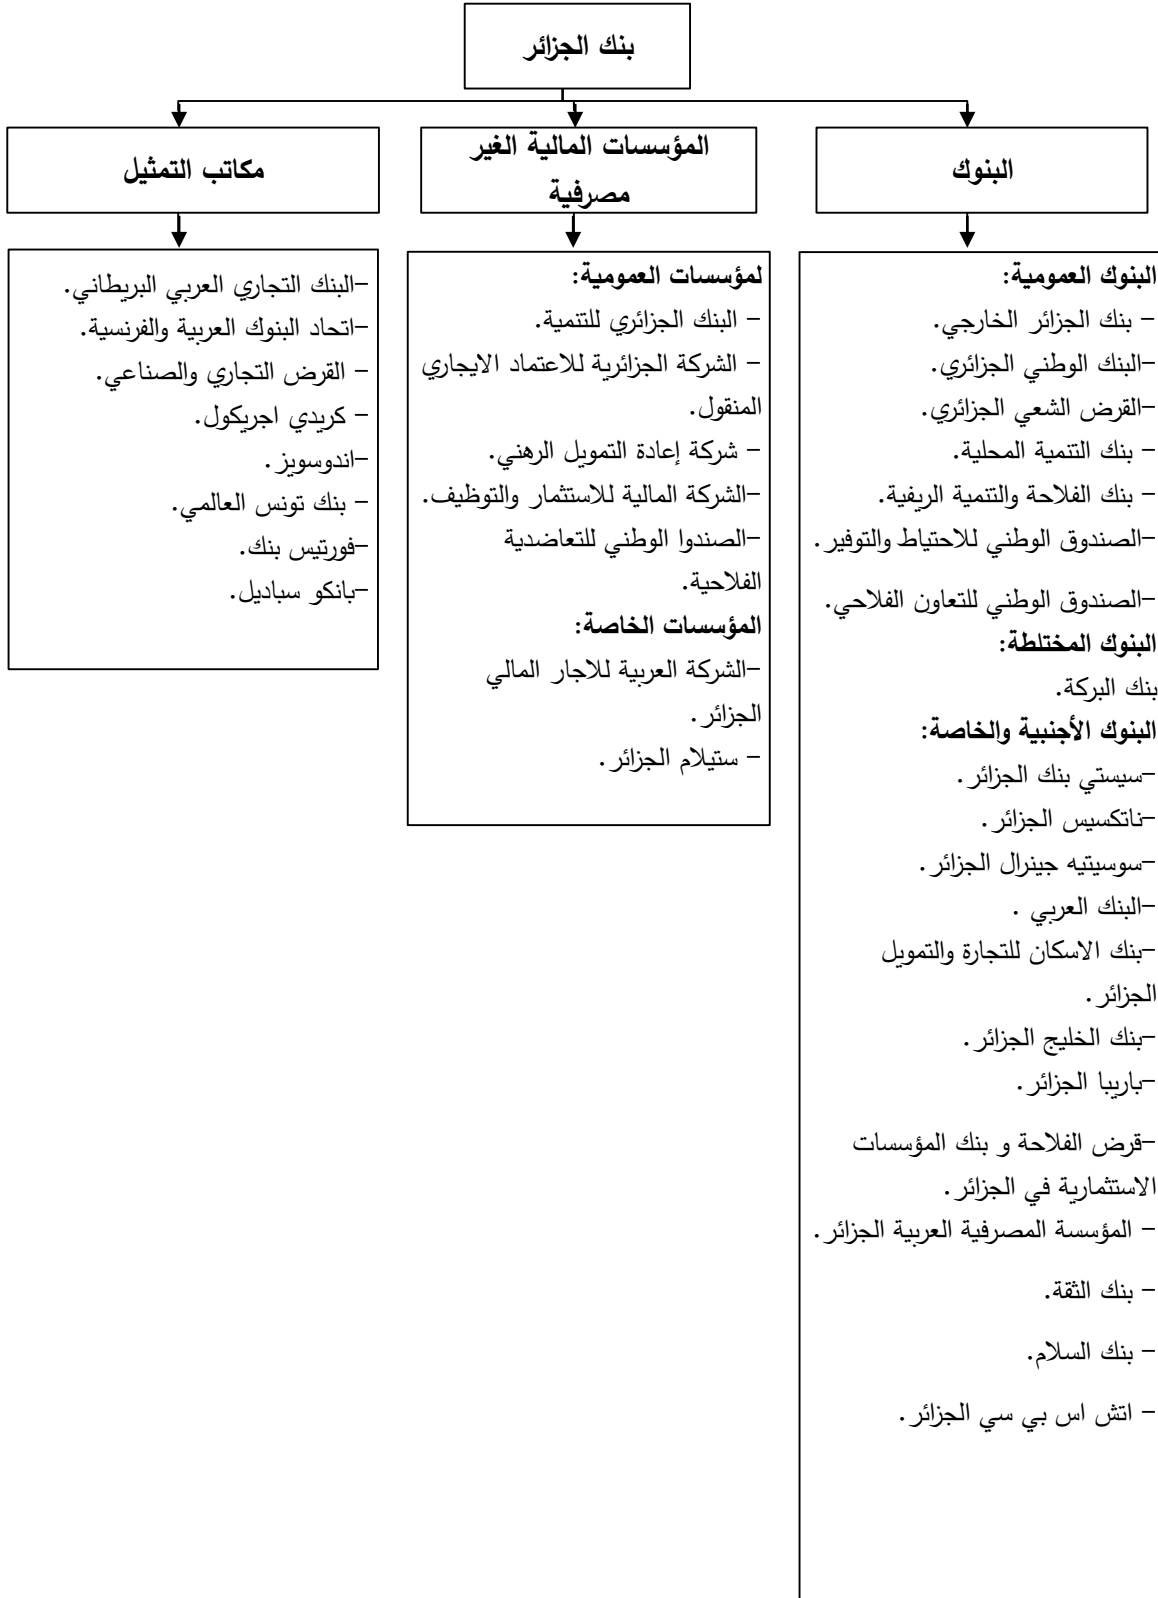 بنك الجزائر
البنوك
المؤسسات المالية الغير
مصرفية
مكاتب التمثيل
البنوك العمومية:
- بنك الجزائر الخارجي.
-البنك الوطني الجزائري.
-القرض الشعي الجزائري.
- بنك التنمية المحلية.
- بنك الفلاحة والتنمية الريفية.
-الصندوق الوطني للاحتياط والتوفير.
-الصندوق الوطني للتعاون الفلاحي.
البنوك المختلطة:
بنك البركة.
البنوك الأجنبية والخاصة:
-سيستي بنك الجزائر.
-ناتكسيس الجزائر.
-سوسيتيه جينرال الجزائر.
-البنك العربي .
-بنك الاسكان للتجارة والتمويل
الجزائر.
-بنك الخليج الجزائر.
-باريبا الجزائر.
-قرض الفلاحة و بنك المؤسسات
الاستثمارية في الجزائر.
- المؤسسة المصرفية العربية الجزائر.
- بنك الثقة.
- بنك السلام.
- اتش اس بي سي الجزائر.
لمؤسسات العمومية:
- البنك الجزائري للتنمية.
- الشركة الجزائرية للاعتماد الايجاري
المنقول.
- شركة إعادة التمويل الرهني.
-الشركة المالية للاستثمار والتوظيف.
-الصندوا الوطني للتعاضدية
الفلاحية.
المؤسسات الخاصة:
-الشركة العربية للاجار المالي
الجزائر.
- ستيلام الجزائر.
-البنك التجاري العربي البريطاني.
-اتحاد البنوك العربية والفرنسية.
- القرض التجاري والصناعي.
- كريدي اجريكول.
-اندوسويز.
- بنك تونس العالمي.
-فورتيس بنك.
-بانكو سباديل.